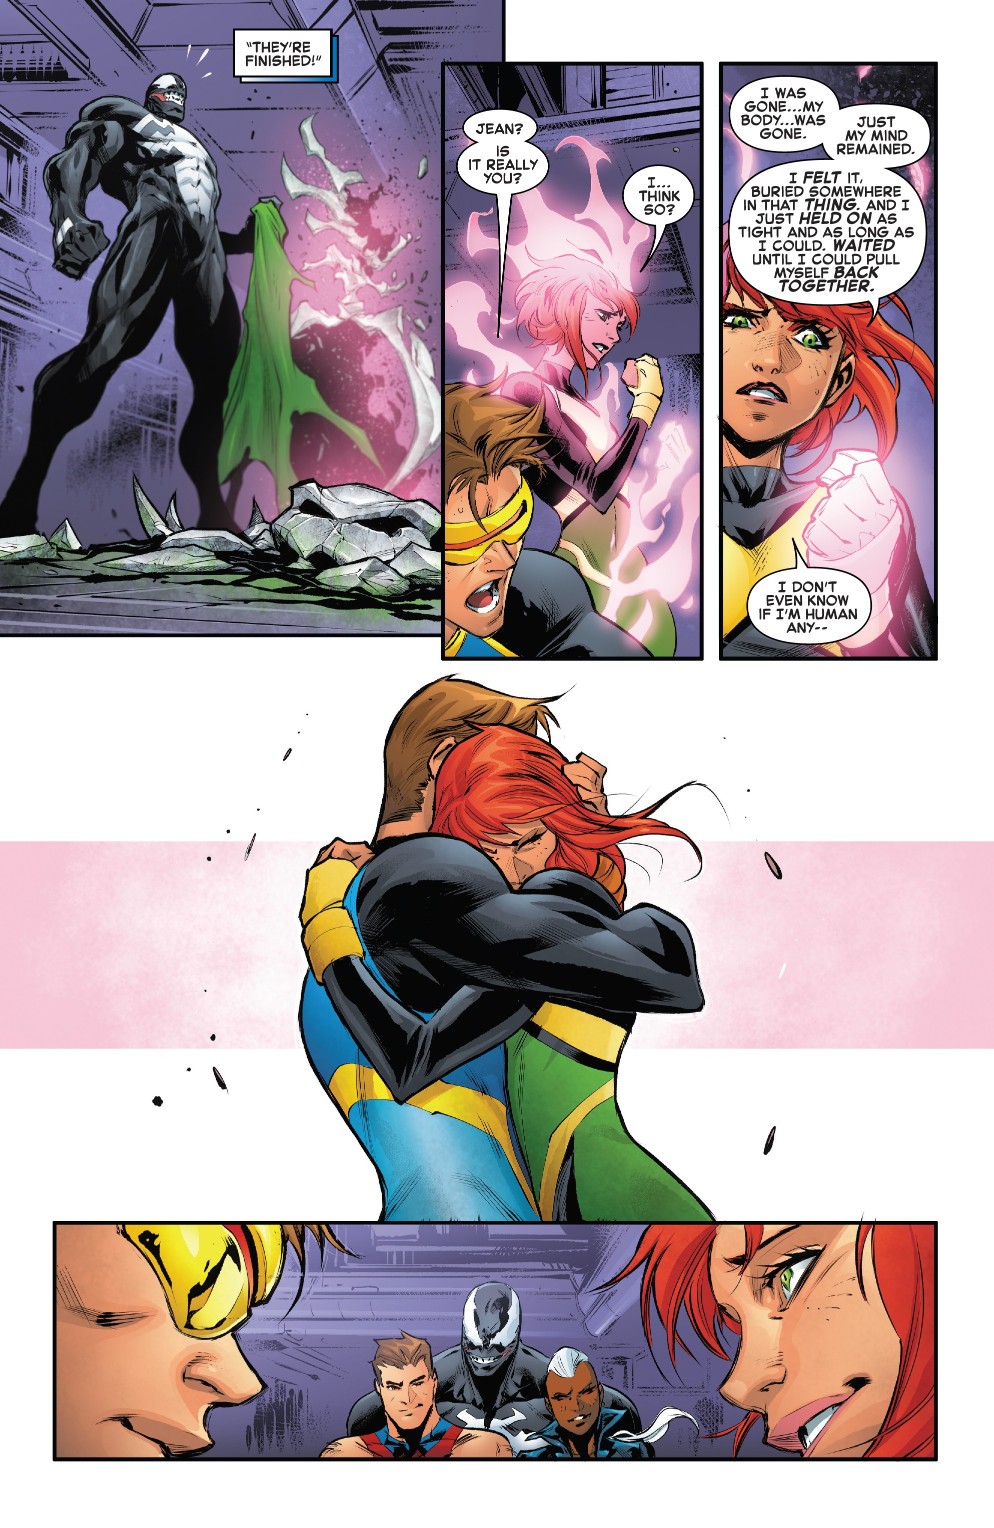 "THEY'RE
FINISHED!"
JEAN?
IS
IT REALLY
YOU?
I...
THINK
SO?
I WAS
GONE...MY
BODY...WAS
GONE.
JUST
MY MIND
REMAINED.
I FELT IT,
BURIED SOMEWHERE
IN THAT THING. AND I
JUST HELD ON AS
TIGHT AND AS LONG AS
I COULD. WAITED
UNTIL I COULD PULL
MYSELF BACK
TOGETHER.
I DON'T
EVEN KNOW
IF I'M HUMAN
ANY--